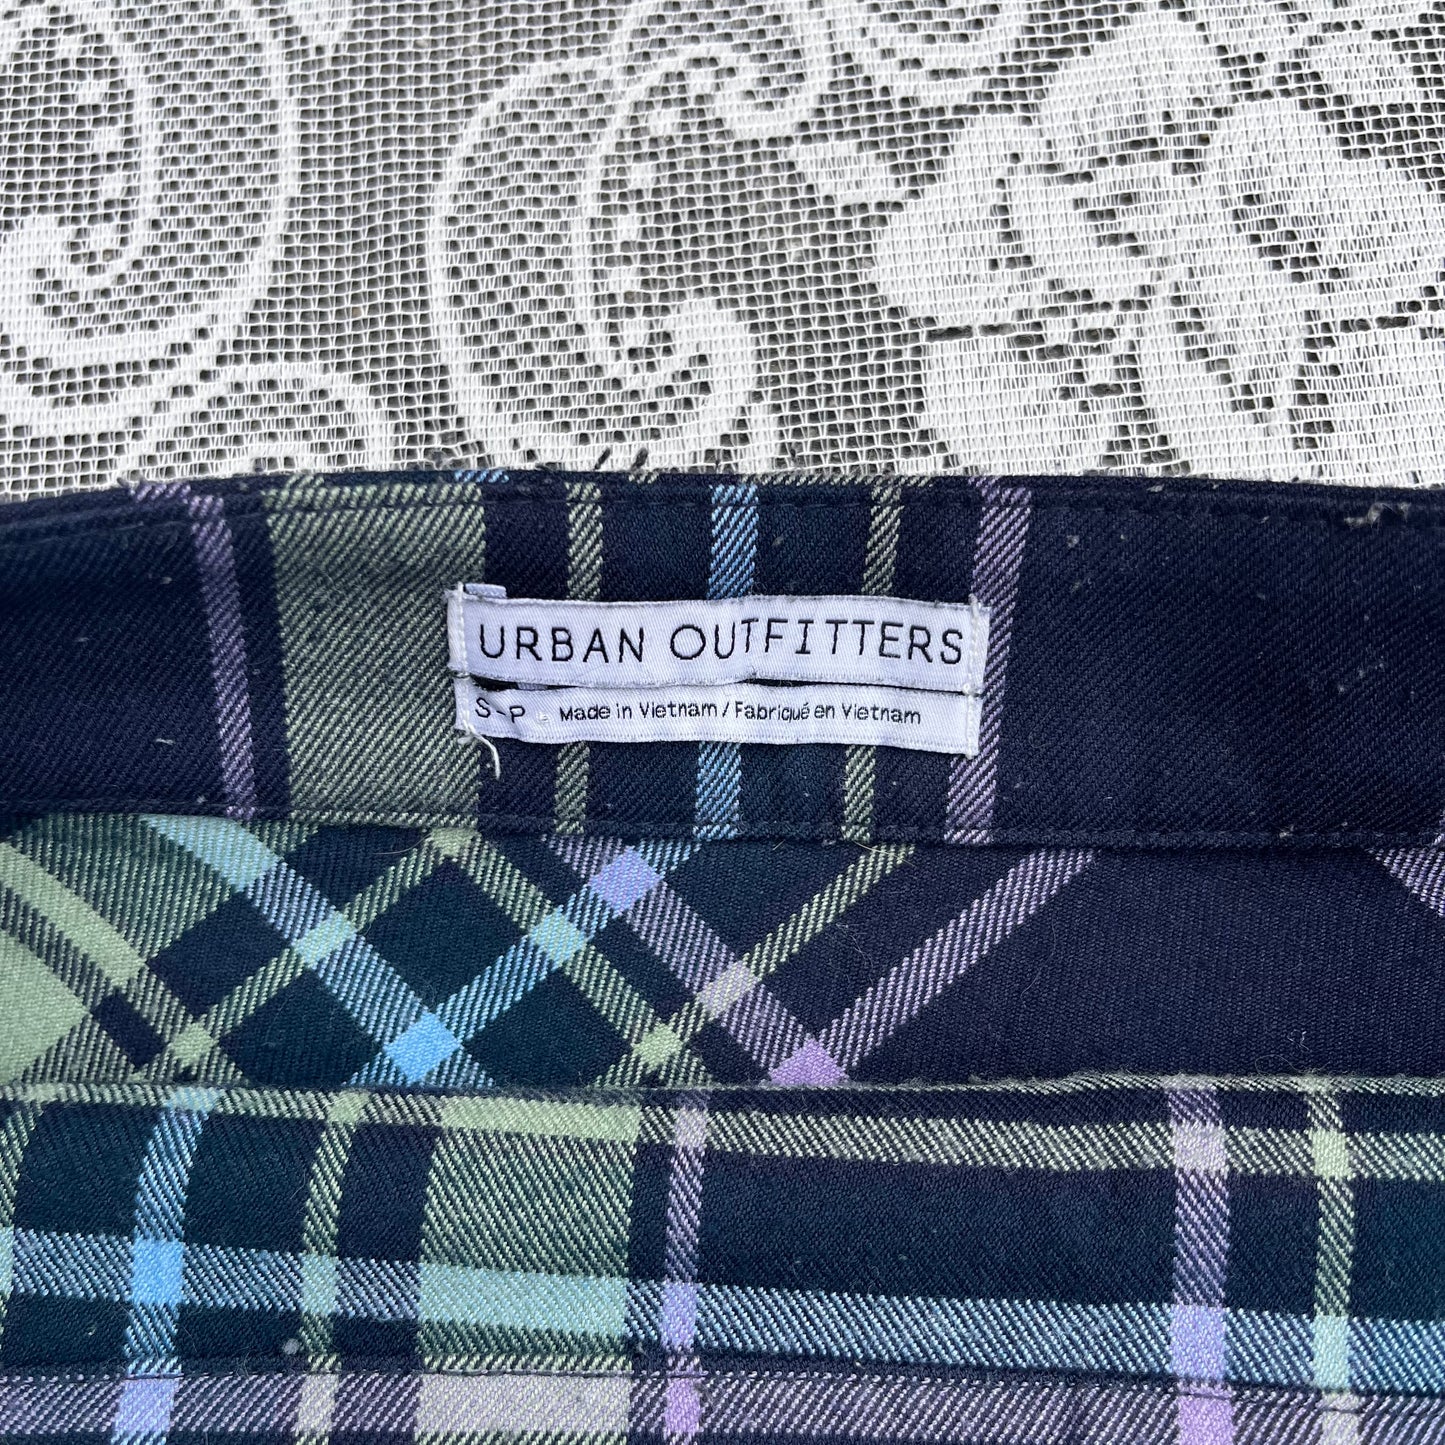 URBAN OUTFITTERS
S-P Made in Vietnam / Fabriqué en Vietnam